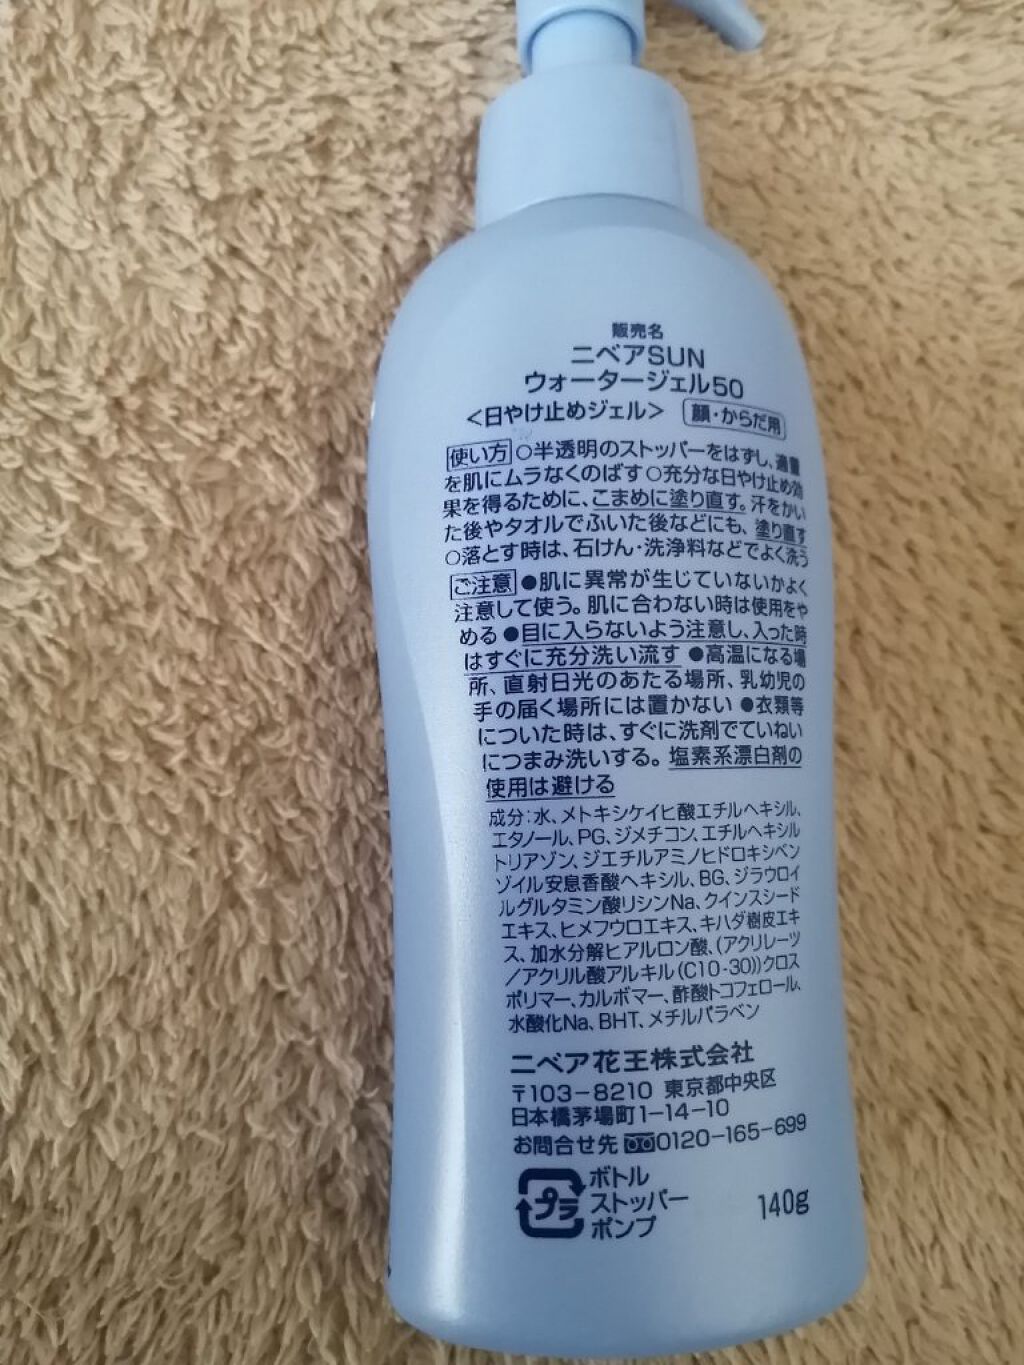 販売名
ニベアSUN
ウォータージェル50
<日やけ止めジェル> 顔・からだ用
使い方 ○半透明のストッパーをはずし、適量
を肌にムラなくのばす ○充分な日やけ止め効
果を得るために、こまめに塗り直す。汗をかい
た後やタオルでふいた後などにも、塗り直す
○落とす時は、石けん・洗浄料などでよく洗う
ご注意 ●肌に異常が生じていないかよく
注意して使う。肌に合わない時は使用をや
める ●目に入らないよう注意し、入った時
はすぐに充分洗い流す ●高温になる場
所、直射日光のあたる場所、乳幼児の
手の届く場所には置かない ●衣類等
についた時は、すぐに洗剤でていねい
につまみ洗いする。塩素系漂白剤の
使用は避ける
成分:水、メトキシケイヒ酸エチルヘキシル、
エタノール、PG、ジメチコン、エチルヘキシル
トリアゾン、ジエチルアミノヒドロキシベン
ゾイル安息香酸ヘキシル、BG、ジラウロイ
ルグルタミン酸リシンNa、クインスシード
エキス、ヒメフウロエキス、キハダ樹皮エキ
ス、加水分解ヒアルロン酸、(アクリレーツ
/アクリル酸アルキル(C10-30))クロス
ポリマー、カルボマー、酢酸トコフェロール、
水酸化Na、BHT、メチルパラベン
ニベア花王株式会社
〒103-8210 東京都中央区
日本橋茅場町1-14-10
お問合せ先 0120-165-699
プラ ボトル
ストッパー
ポンプ
140g